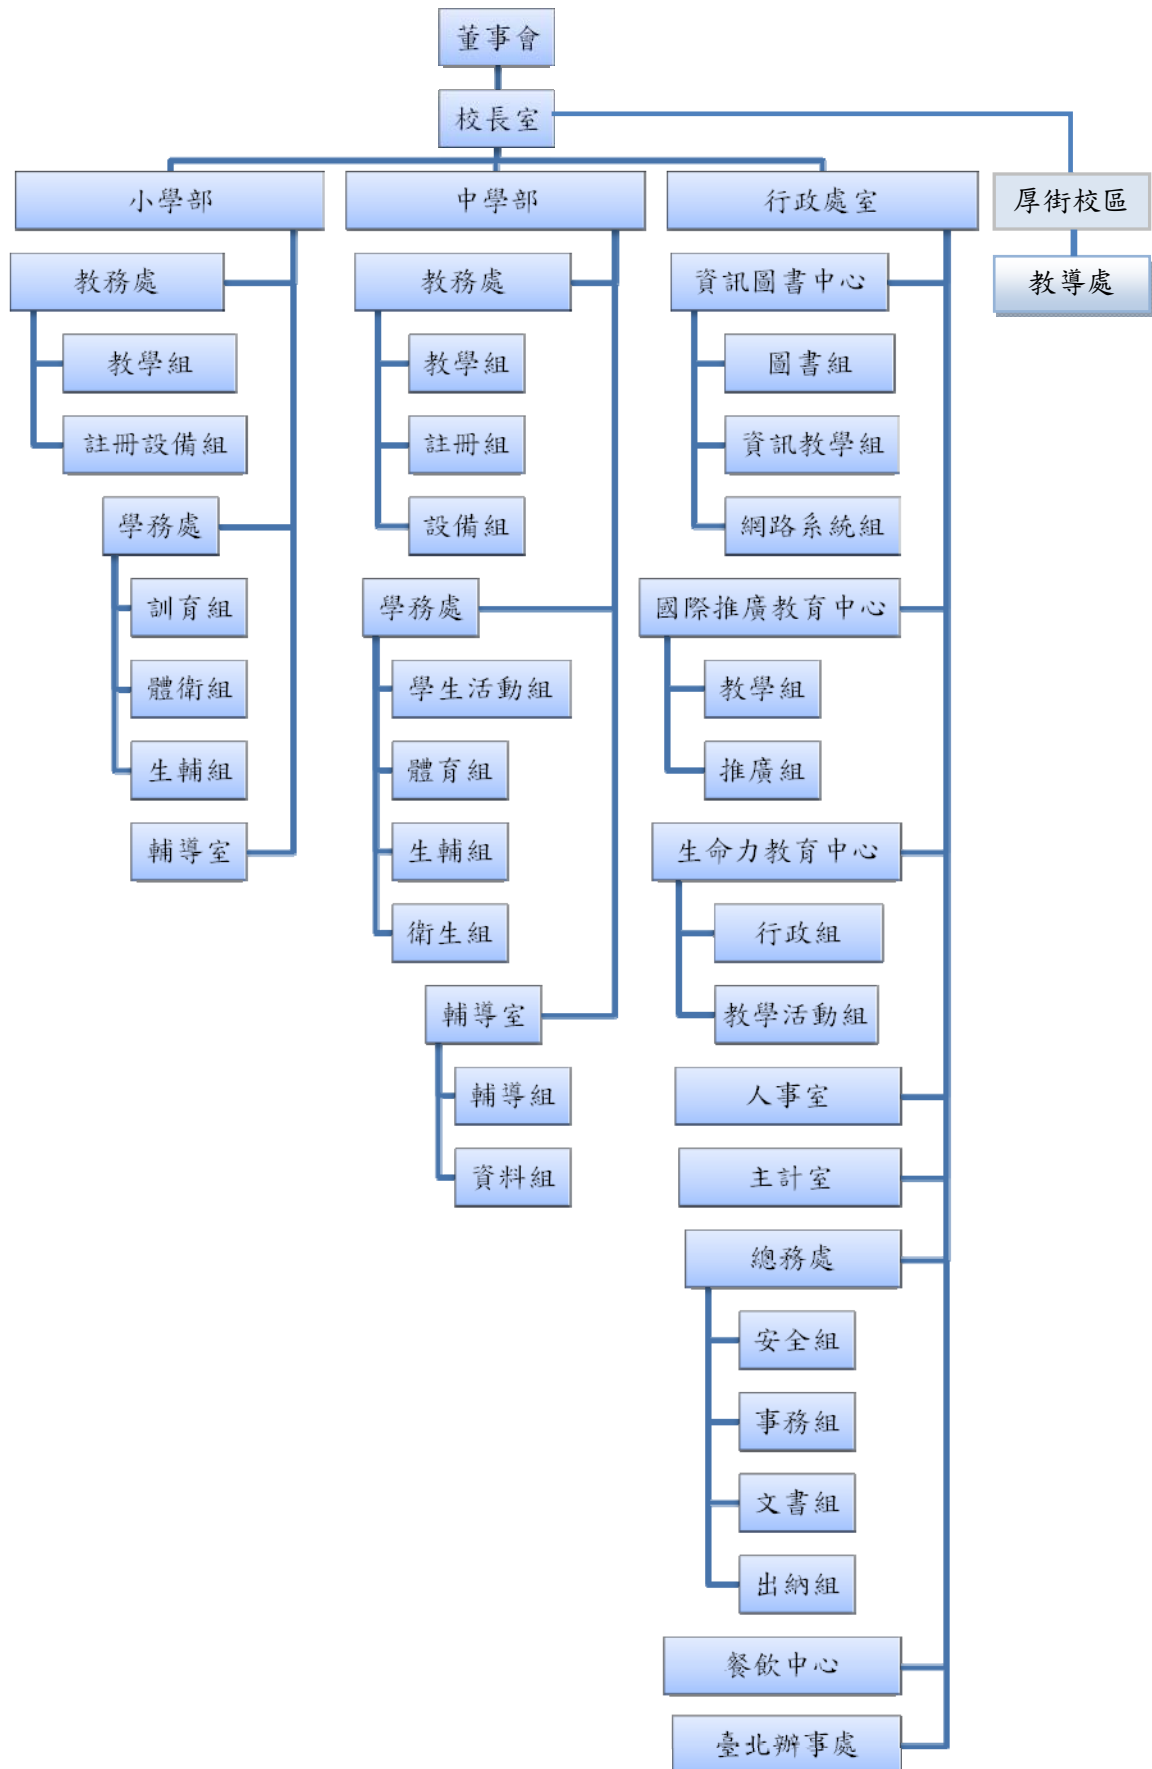 董事會
校長室
小學部
教務處
教學組
註冊設備組
學務處
訓育組
體衛組
生輔組
輔導室
中學部
教務處
教學組
註冊組
設備組
學務處
學生活動組
體育組
生輔組
衛生組
輔導室
輔導組
資料組
行政處室
資訊圖書中心
圖書組
資訊教學組
網路系統組
國際推廣教育中心
教學組
推廣組
生命力教育中心
行政組
教學活動組
人事室
主計室
總務處
安全組
事務組
文書組
出納組
餐飲中心
臺北辦事處
厚街校區
教導處